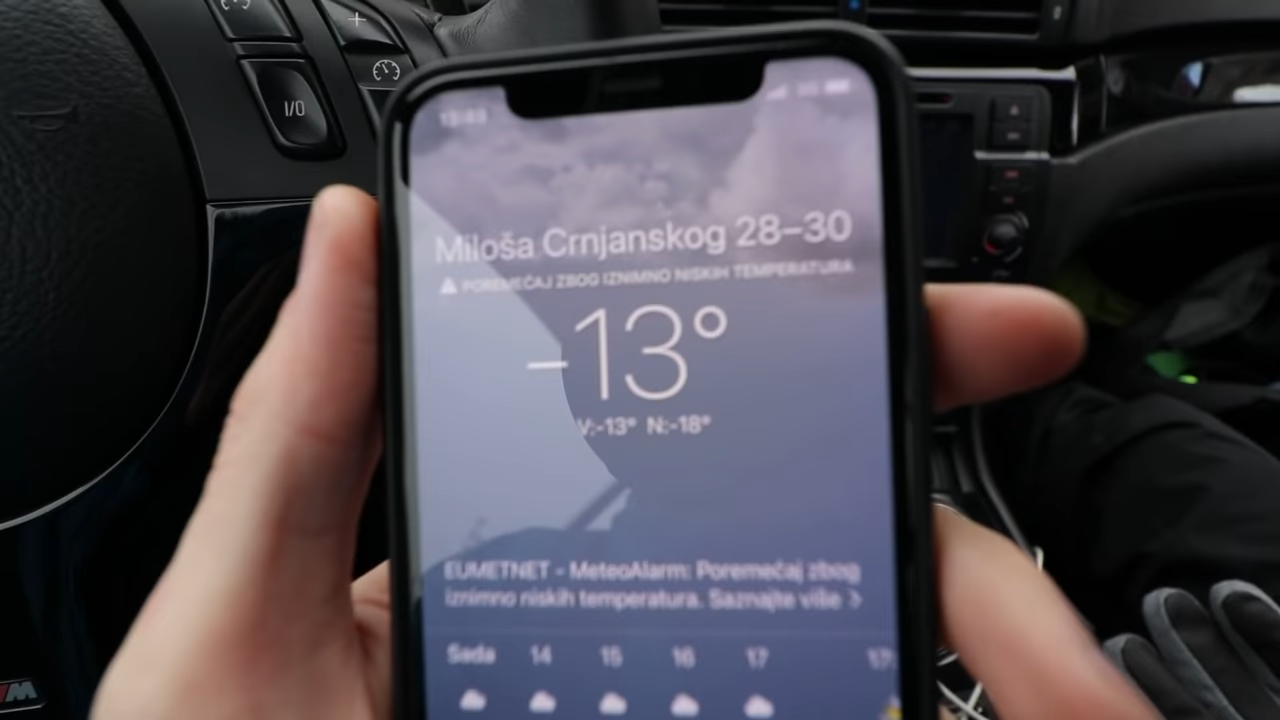 I/O
+
Miloša Crnjanskog 28–30
POREMEĆAJ ZBOG IZNIMNO NISKIH TEMPERATURA
–13°
V:-13° N:-18°
EUMETNET - MeteoAlarm: Poremećaj zbog
iznimno niskih temperatura. Saznajte više >
Sada 14 15 16 17
M